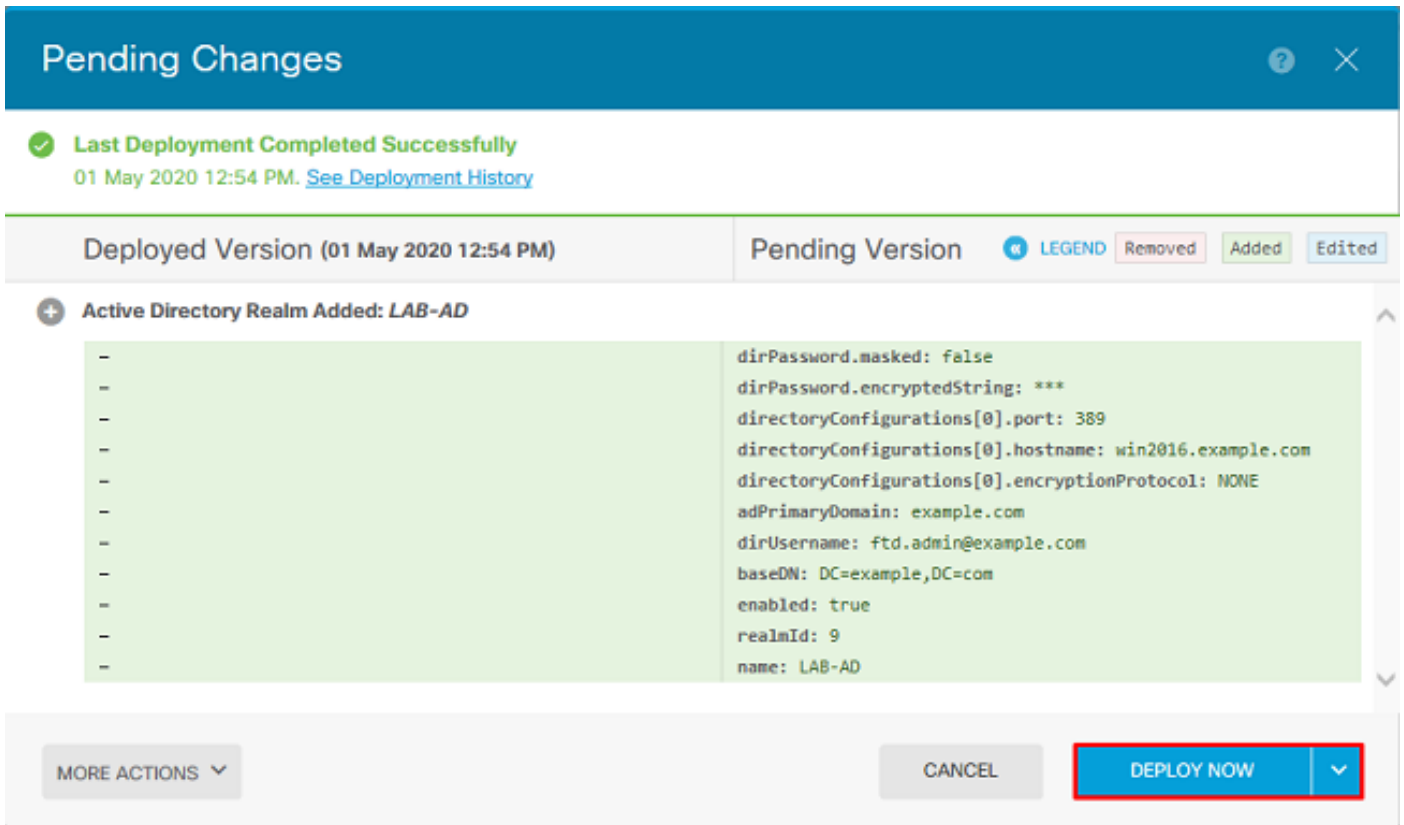 Pending Changes
Last Deployment Completed Successfully
01 May 2020 12:54 PM. See Deployment History
Deployed Version (01 May 2020 12:54 PM) Pending Version LEGEND Removed Added Edited
Active Directory Realm Added: LAB-AD
– dirPassword.masked: false
– dirPassword.encryptedString: ***
– directoryConfigurations[0].port: 389
– directoryConfigurations[0].hostname: win2016.example.com
– directoryConfigurations[0].encryptionProtocol: NONE
– adPrimaryDomain: example.com
– dirUsername: ftd.admin@example.com
– baseDN: DC=example,DC=com
– enabled: true
– realmId: 9
– name: LAB-AD
MORE ACTIONS CANCEL DEPLOY NOW